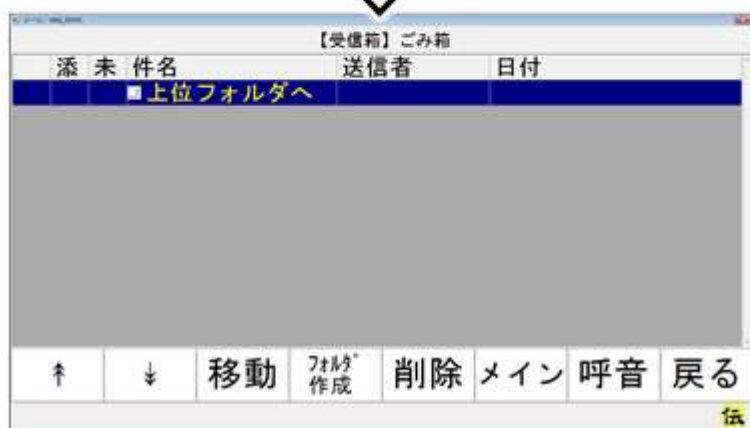 【受信箱】ごみ箱
添 未 件名 送信者 日付
上位フォルダへ
↟ ↡ 移動 フォルダ作成 削除 メイン 呼音 戻る
伝